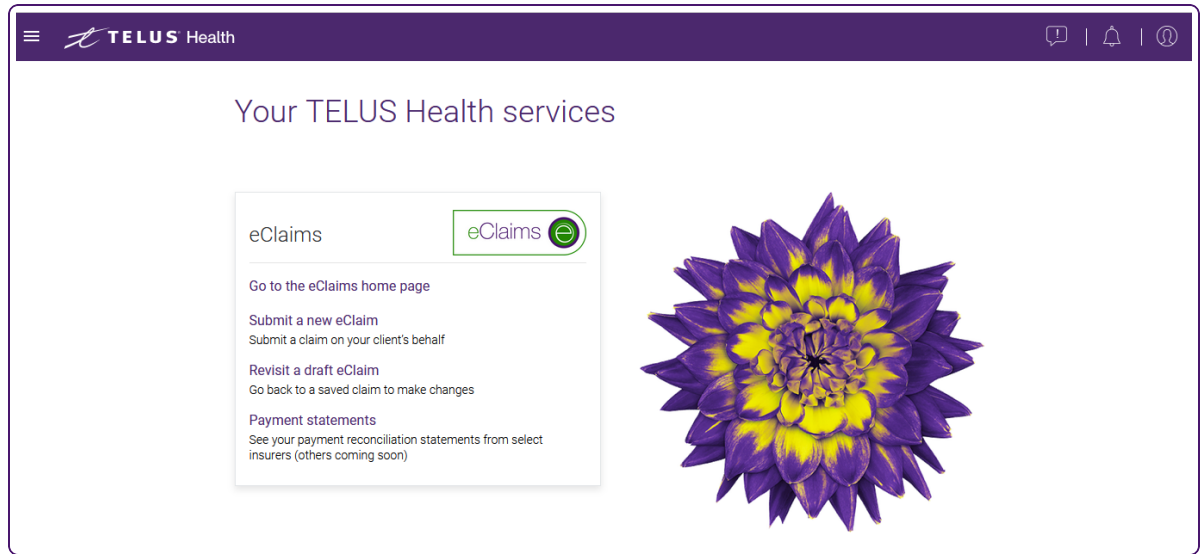 TELUS Health
Your TELUS Health services
eClaims
eClaims e
Go to the eClaims home page
Submit a new eClaim
Submit a claim on your client's behalf
Revisit a draft eClaim
Go back to a saved claim to make changes
Payment statements
See your payment reconciliation statements from select
insurers (others coming soon)